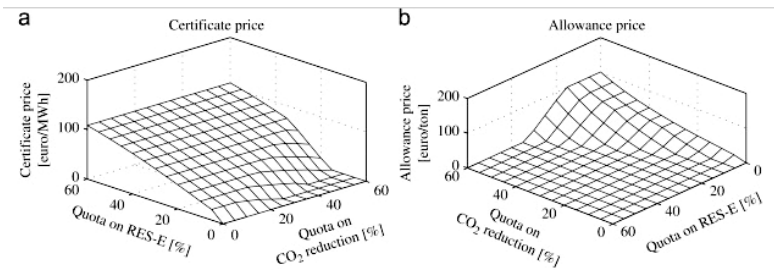 a
Certificate price
Certificate price
[euro/MWh]
200
100
0
60
40
20
0
Quota on RES-E [%]
0
20
40
60
Quota on
CO₂ reduction [%]
b
Allowance price
Allowance price
[euro/ton]
200
100
0
60
40
20
0
Quota on
CO₂ reduction [%]
60
40
20
0
Quota on RES-E [%]